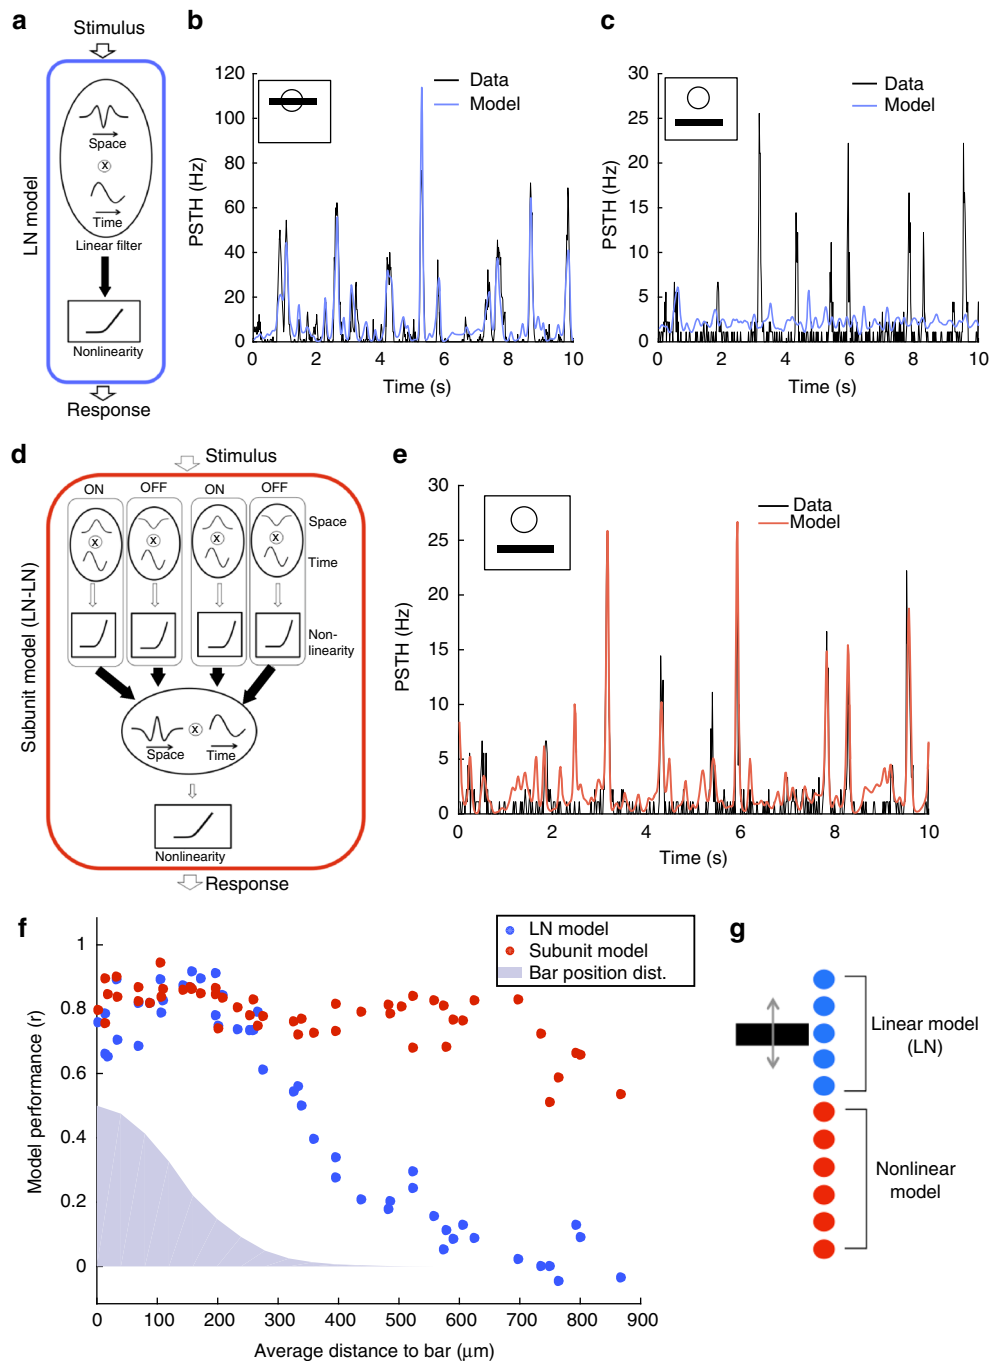 a
Stimulus
LN model
Space
x
Time
Linear filter
Nonlinearity
Response
b
120
100
80
60
40
20
0
PSTH (Hz)
Data
Model
0 2 4 6 8 10
Time (s)
c
30
25
20
15
10
5
0
PSTH (Hz)
Data
Model
0 2 4 6 8 10
Time (s)
d
Stimulus
Subunit model (LN-LN)
ON OFF ON OFF
Space
x x x x
Time
Non-
linearity
x
Space Time
Nonlinearity
Response
e
30
25
20
15
10
5
0
PSTH (Hz)
Data
Model
0 2 4 6 8 10
Time (s)
f
LN model
Subunit model
Bar position dist.
1
0.8
0.6
0.4
0.2
0
Model performance (r)
0 100 200 300 400 500 600 700 800 900
Average distance to bar (μm)
g
Linear model
(LN)
Nonlinear
model